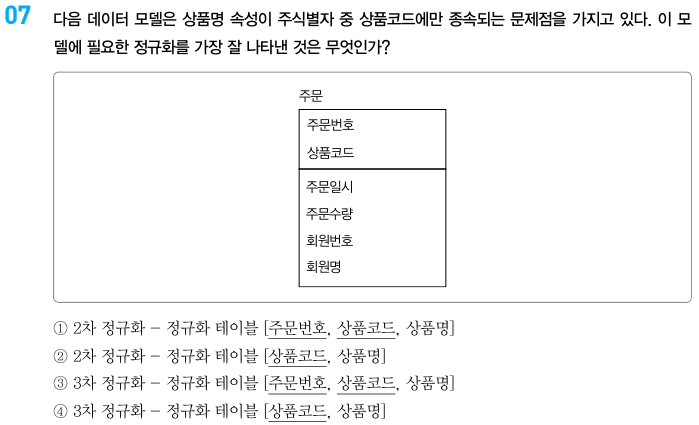 07 다음 데이터 모델은 상품명 속성이 주식별자 중 상품코드에만 종속되는 문제점을 가지고 있다. 이 모
델에 필요한 정규화를 가장 잘 나타낸 것은 무엇인가?
주문
주문번호
상품코드
주문일시
주문수량
회원번호
회원명
① 2차 정규화 – 정규화 테이블 [주문번호, 상품코드, 상품명]
② 2차 정규화 – 정규화 테이블 [상품코드, 상품명]
③ 3차 정규화 – 정규화 테이블 [주문번호, 상품코드, 상품명]
④ 3차 정규화 – 정규화 테이블 [상품코드, 상품명]